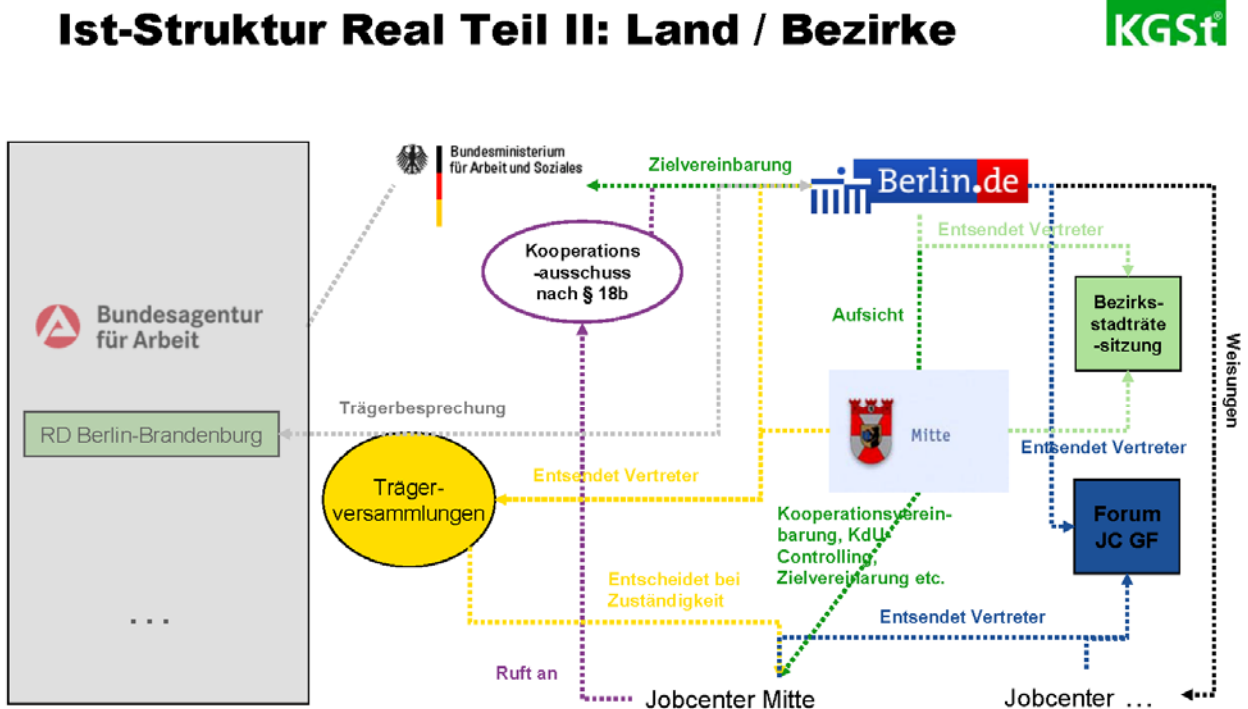 Ist-Struktur Real Teil II: Land / Bezirke
KGSt®
Bundesministerium
für Arbeit und Soziales
Zielvereinbarung
Berlin.de
Entsendet Vertreter
Kooperations
-ausschuss
nach § 18b
Bezirks-
stadträte
-sitzung
Bundesagentur
für Arbeit
Aufsicht
Weisungen
Trägerbesprechung
RD Berlin-Brandenburg
Mitte
Entsendet Vertreter
Entsendet Vertreter
Träger-
versammlungen
Kooperationsverein-
barung, KdU-
Controlling,
Zielvereinarung etc.
Forum
JC GF
Entscheidet bei
Zuständigkeit
Entsendet Vertreter
...
Ruft an
Jobcenter Mitte
Jobcenter ...